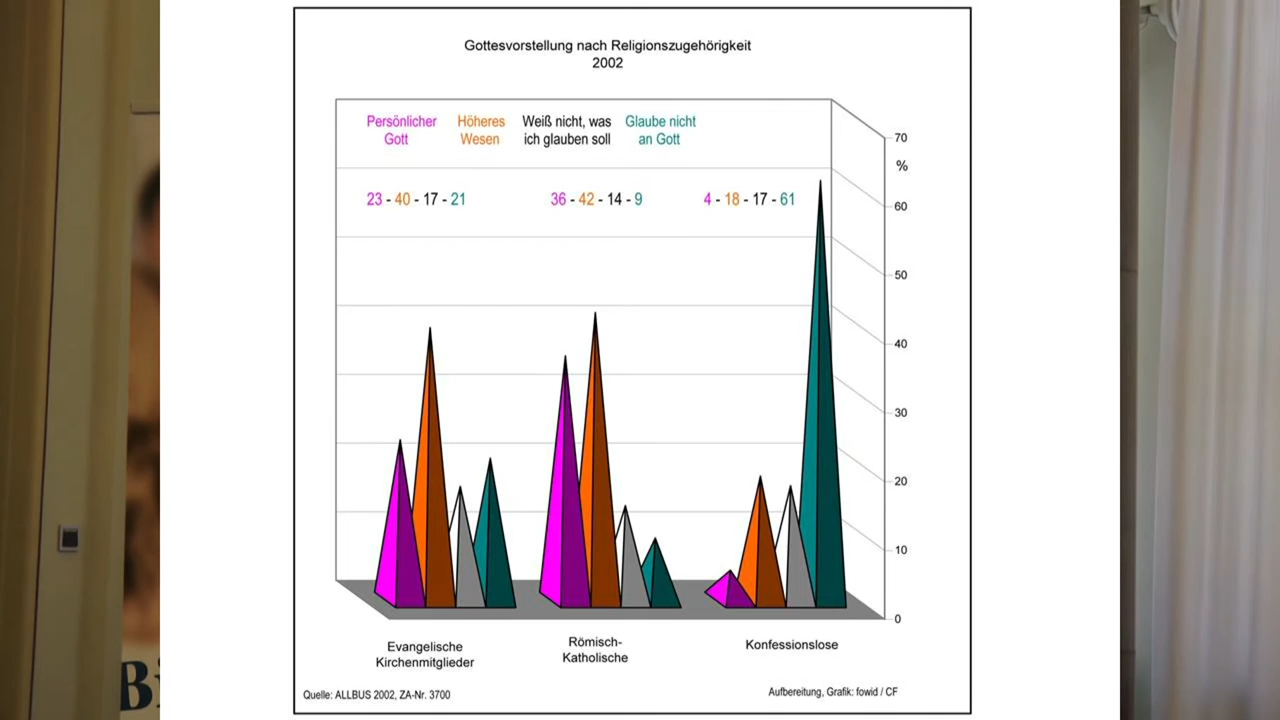 Gottesvorstellung nach Religionszugehörigkeit
2002
Persönlicher Gott
Höheres Wesen
Weiß nicht, was ich glauben soll
Glaube nicht an Gott
70
%
23 - 40 - 17 - 21
36 - 42 - 14 - 9
4 - 18 - 17 - 61
60
50
40
30
20
10
0
Evangelische
Kirchenmitglieder
Römisch-
Katholische
Konfessionslose
Quelle: ALLBUS 2002, ZA-Nr. 3700
Aufbereitung, Grafik: fowid / CF